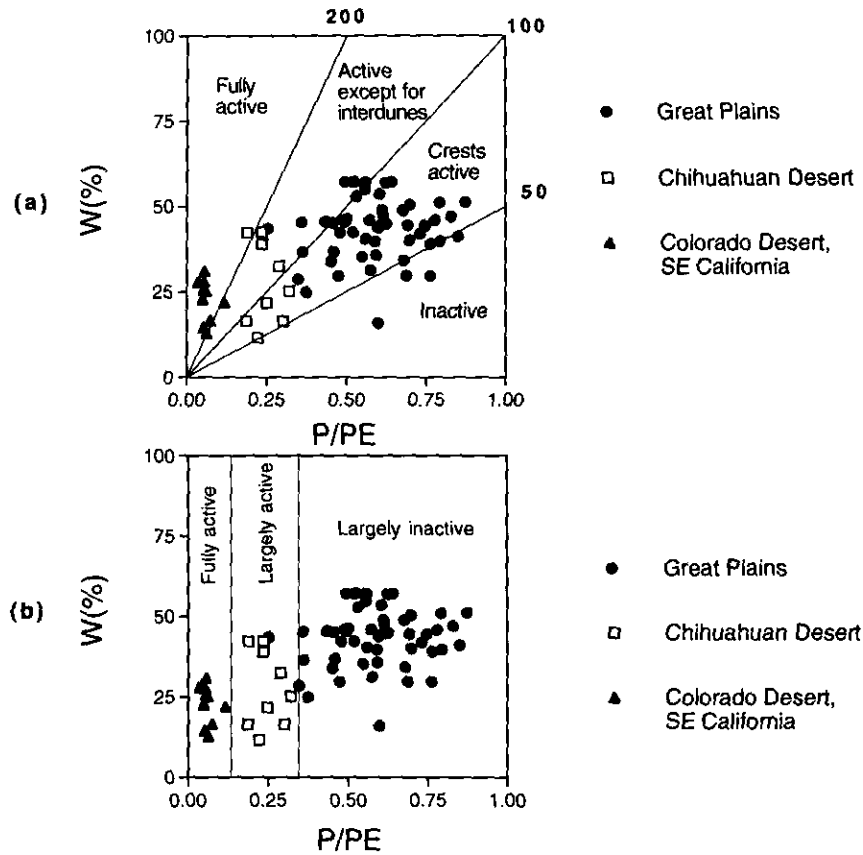 200
100
100
Fully
active
Active
except for
interdunes
75
Crests
active
(a)
W(%)
50
50
25
Inactive
0
0.00
0.25
0.50
0.75
1.00
P/PE
Great Plains
Chihuahuan Desert
Colorado Desert,
SE California
100
Fully active
Largely active
Largely inactive
75
(b)
W(%)
50
25
0
0.00
0.25
0.50
0.75
1.00
P/PE
Great Plains
Chihuahuan Desert
Colorado Desert,
SE California